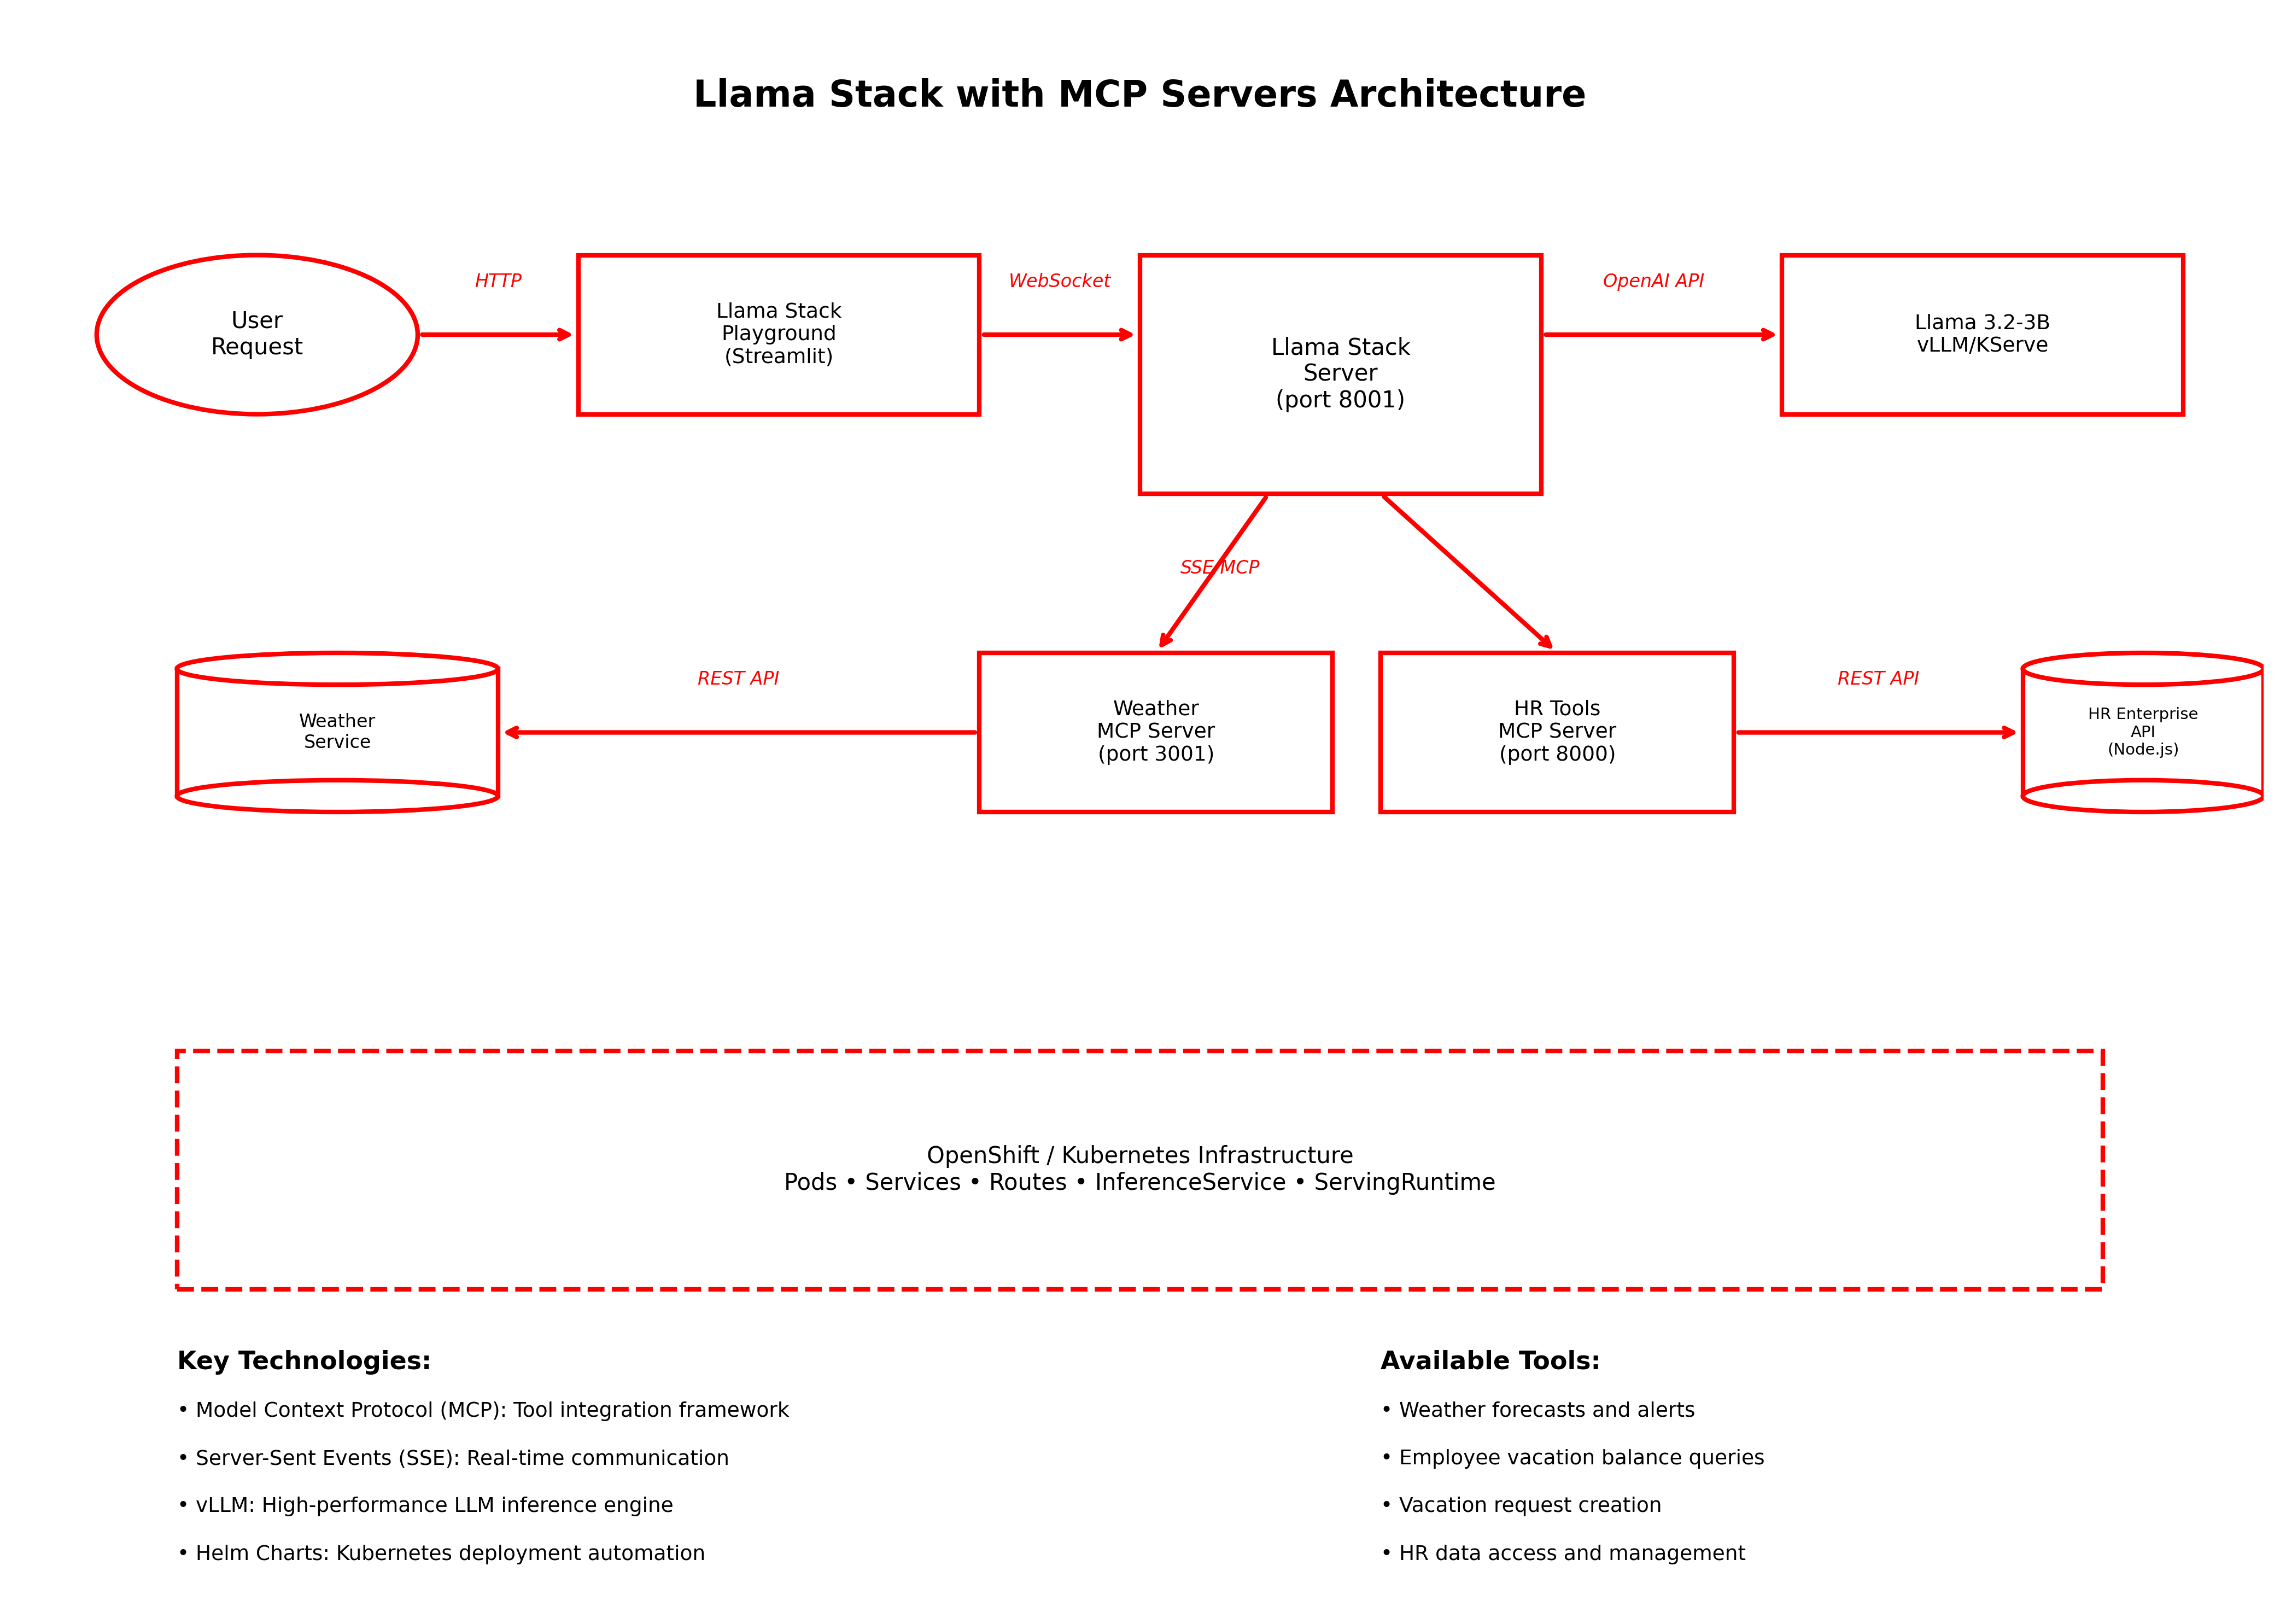 Llama Stack with MCP Servers Architecture
User
Request
HTTP
Llama Stack
Playground
(Streamlit)
WebSocket
Llama Stack
Server
(port 8001)
OpenAI API
Llama 3.2-3B
vLLM/KServe
SSE/MCP
Weather
Service
REST API
Weather
MCP Server
(port 3001)
HR Tools
MCP Server
(port 8000)
REST API
HR Enterprise
API
(Node.js)
OpenShift / Kubernetes Infrastructure
Pods • Services • Routes • InferenceService • ServingRuntime
Key Technologies:
• Model Context Protocol (MCP): Tool integration framework
• Server-Sent Events (SSE): Real-time communication
• vLLM: High-performance LLM inference engine
• Helm Charts: Kubernetes deployment automation
Available Tools:
• Weather forecasts and alerts
• Employee vacation balance queries
• Vacation request creation
• HR data access and management